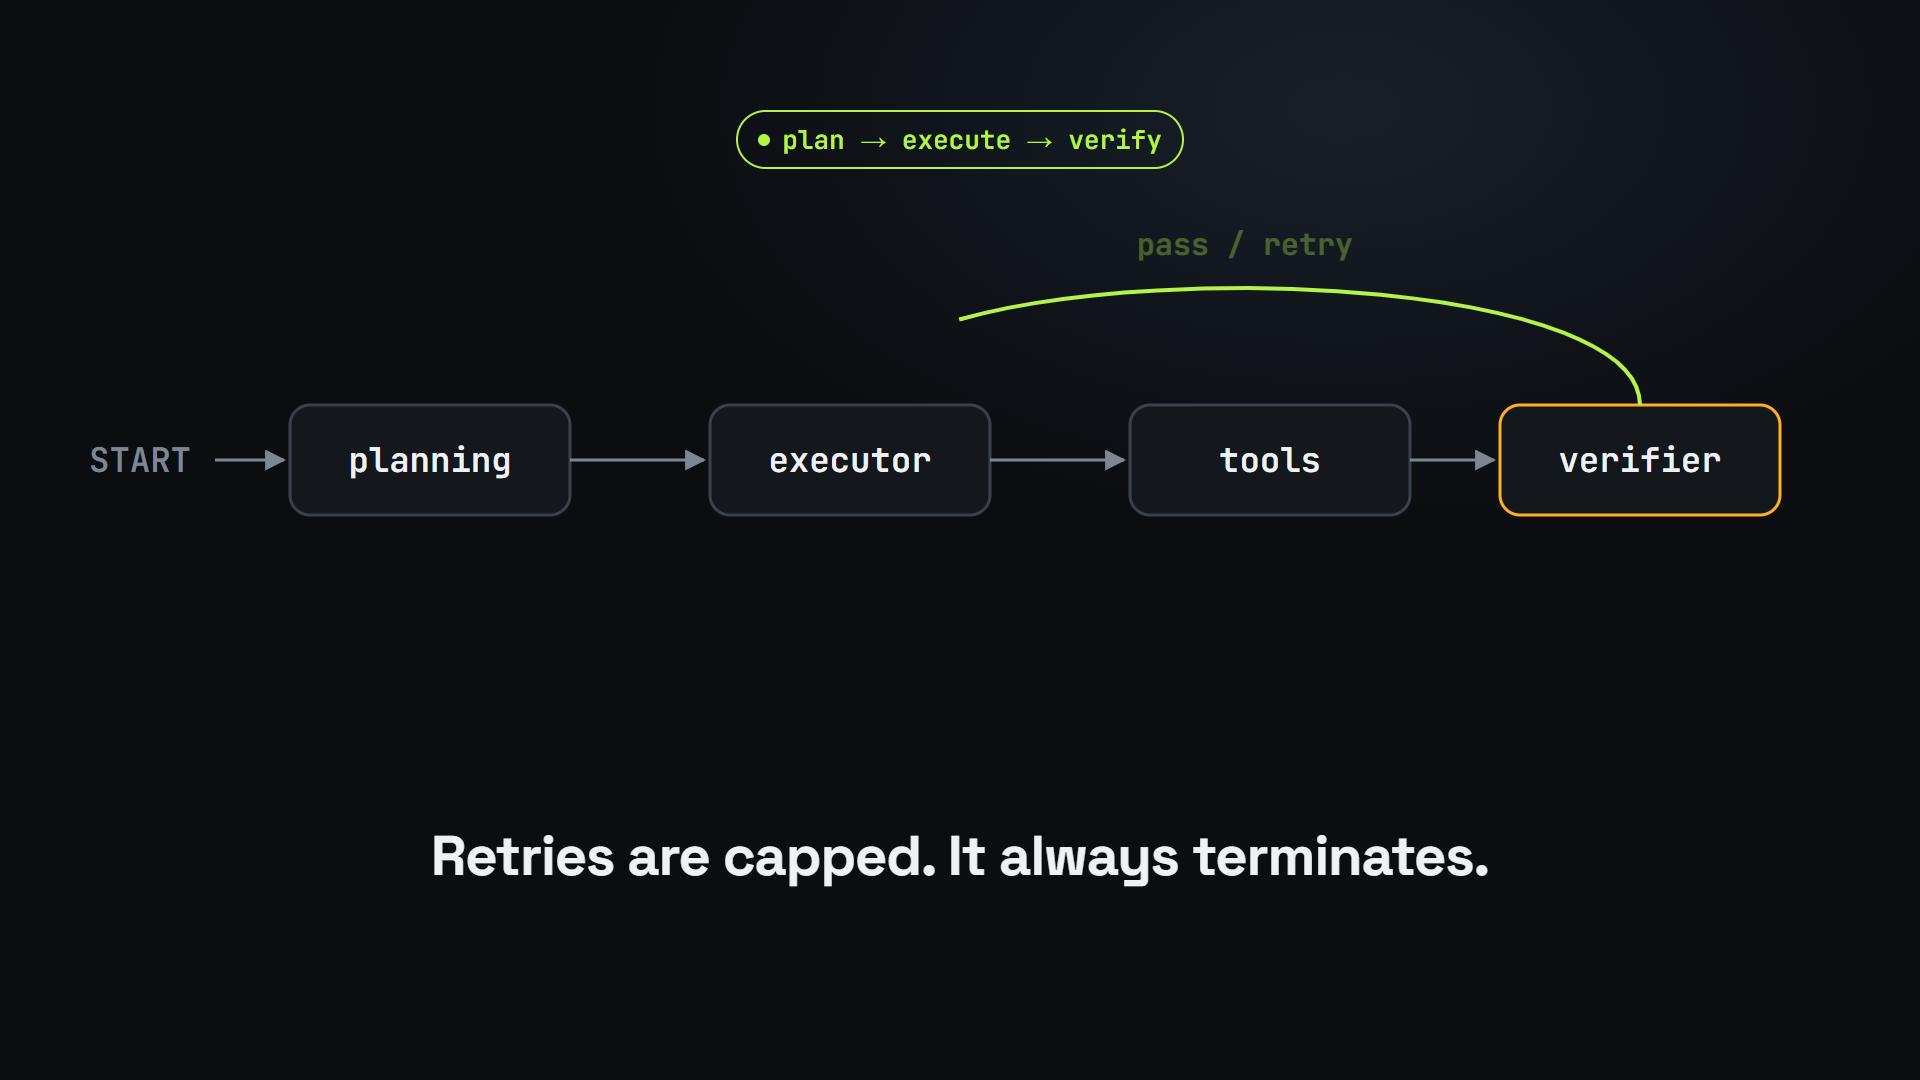 plan → execute → verify
pass / retry
START
planning
executor
tools
verifier
Retries are capped. It always terminates.